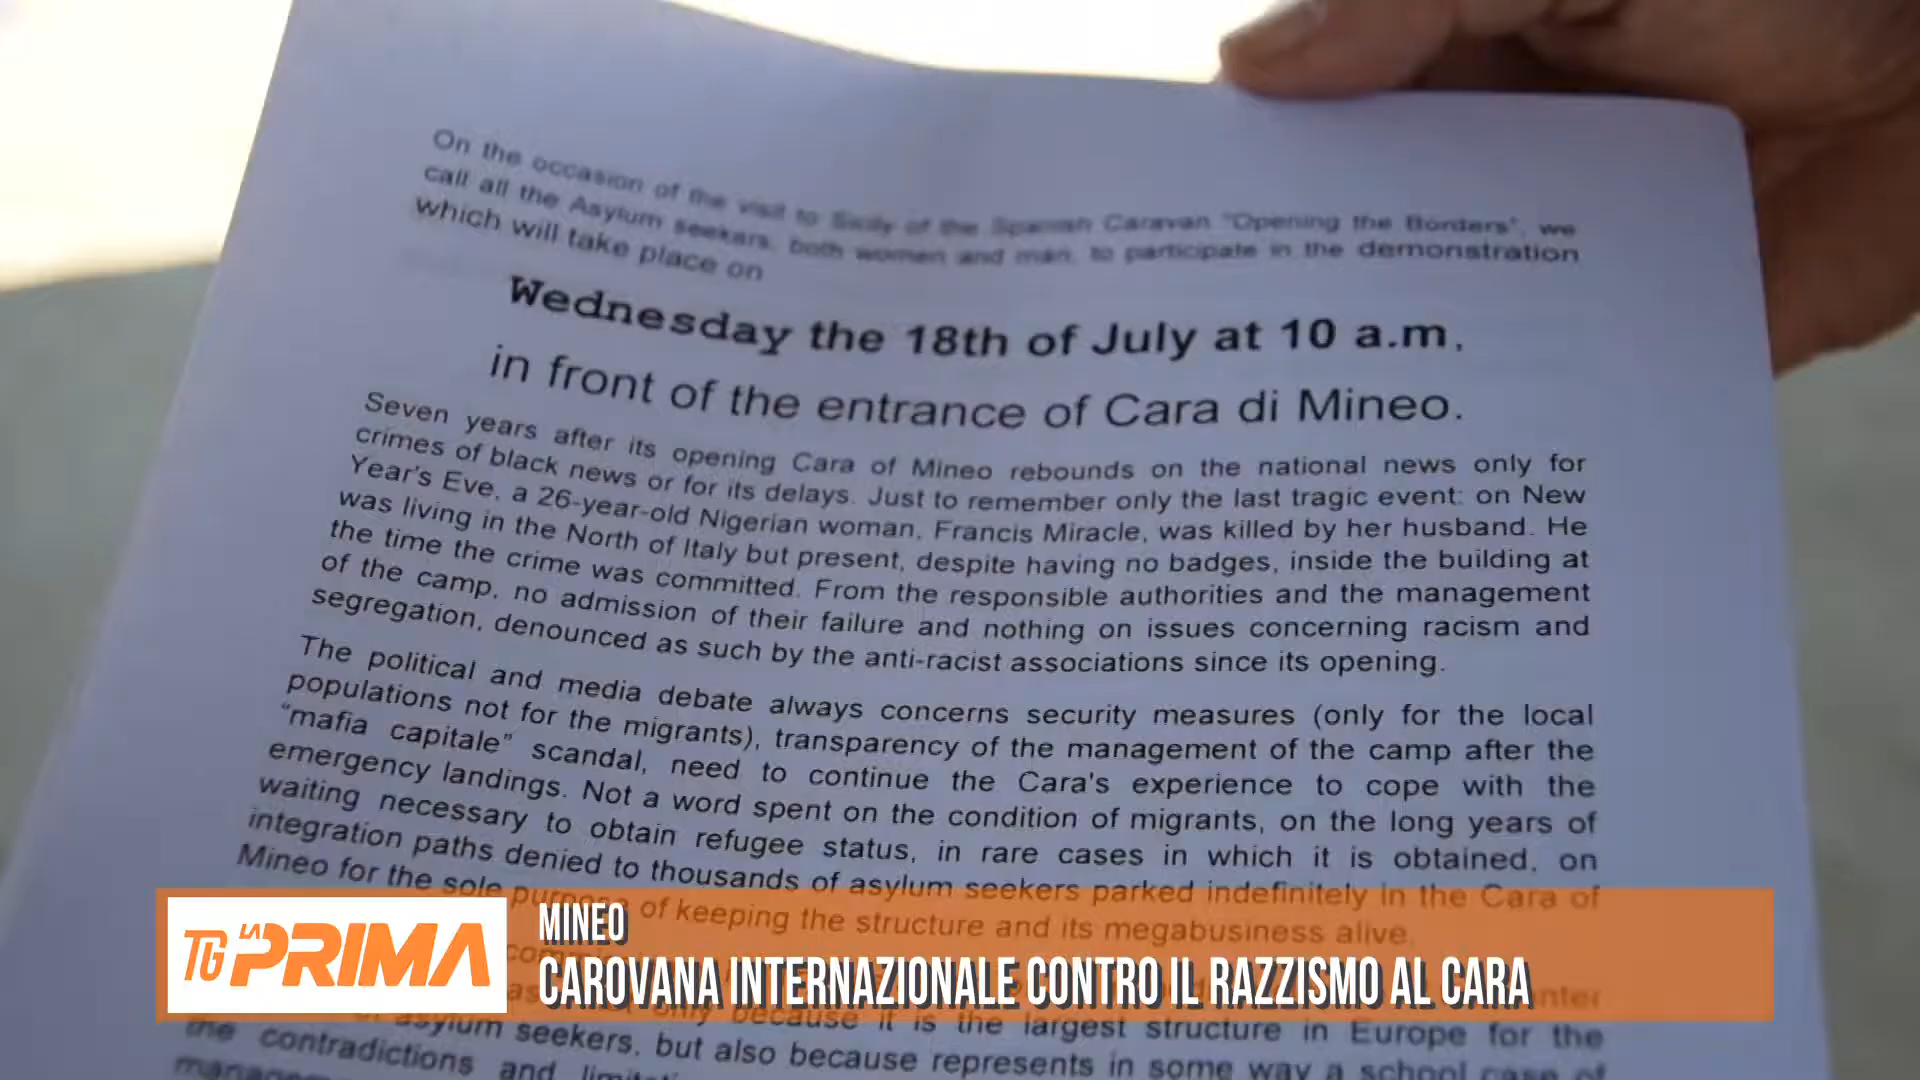 On the occasion of the visit to Sicily of the Spanish Caravan "Opening the Borders", we
call all the Asylum seekers, both women and man, to participate in the demonstration
which will take place on
Wednesday the 18th of July at 10 a.m.,
in front of the entrance of Cara di Mineo.
Seven years after its opening Cara of Mineo rebounds on the national news only for
crimes of black news or for its delays. Just to remember only the last tragic event: on New
Year's Eve, a 26-year-old Nigerian woman, Francis Miracle, was killed by her husband. He
was living in the North of Italy but present, despite having no badges, inside the building at
the time the crime was committed. From the responsible authorities and the management
of the camp, no admission of their failure and nothing on issues concerning racism and
segregation, denounced as such by the anti-racist associations since its opening.
The political and media debate always concerns security measures (only for the local
populations not for the migrants), transparency of the management of the camp after the
"mafia capitale" scandal, need to continue the Cara's experience to cope with the
emergency landings. Not a word spent on the condition of migrants, on the long years of
waiting necessary to obtain refugee status, in rare cases in which it is obtained, on
integration paths denied to thousands of asylum seekers parked indefinitely in the Cara of
Mineo for the sole purpose of keeping the structure and its megabusiness alive.
only because it is the largest structure in Europe for the
of asylum seekers, but also because represents in some way a school case of
the contradictions and
TG LA PRIMA
MINEO
CAROVANA INTERNAZIONALE CONTRO IL RAZZISMO AL CARA